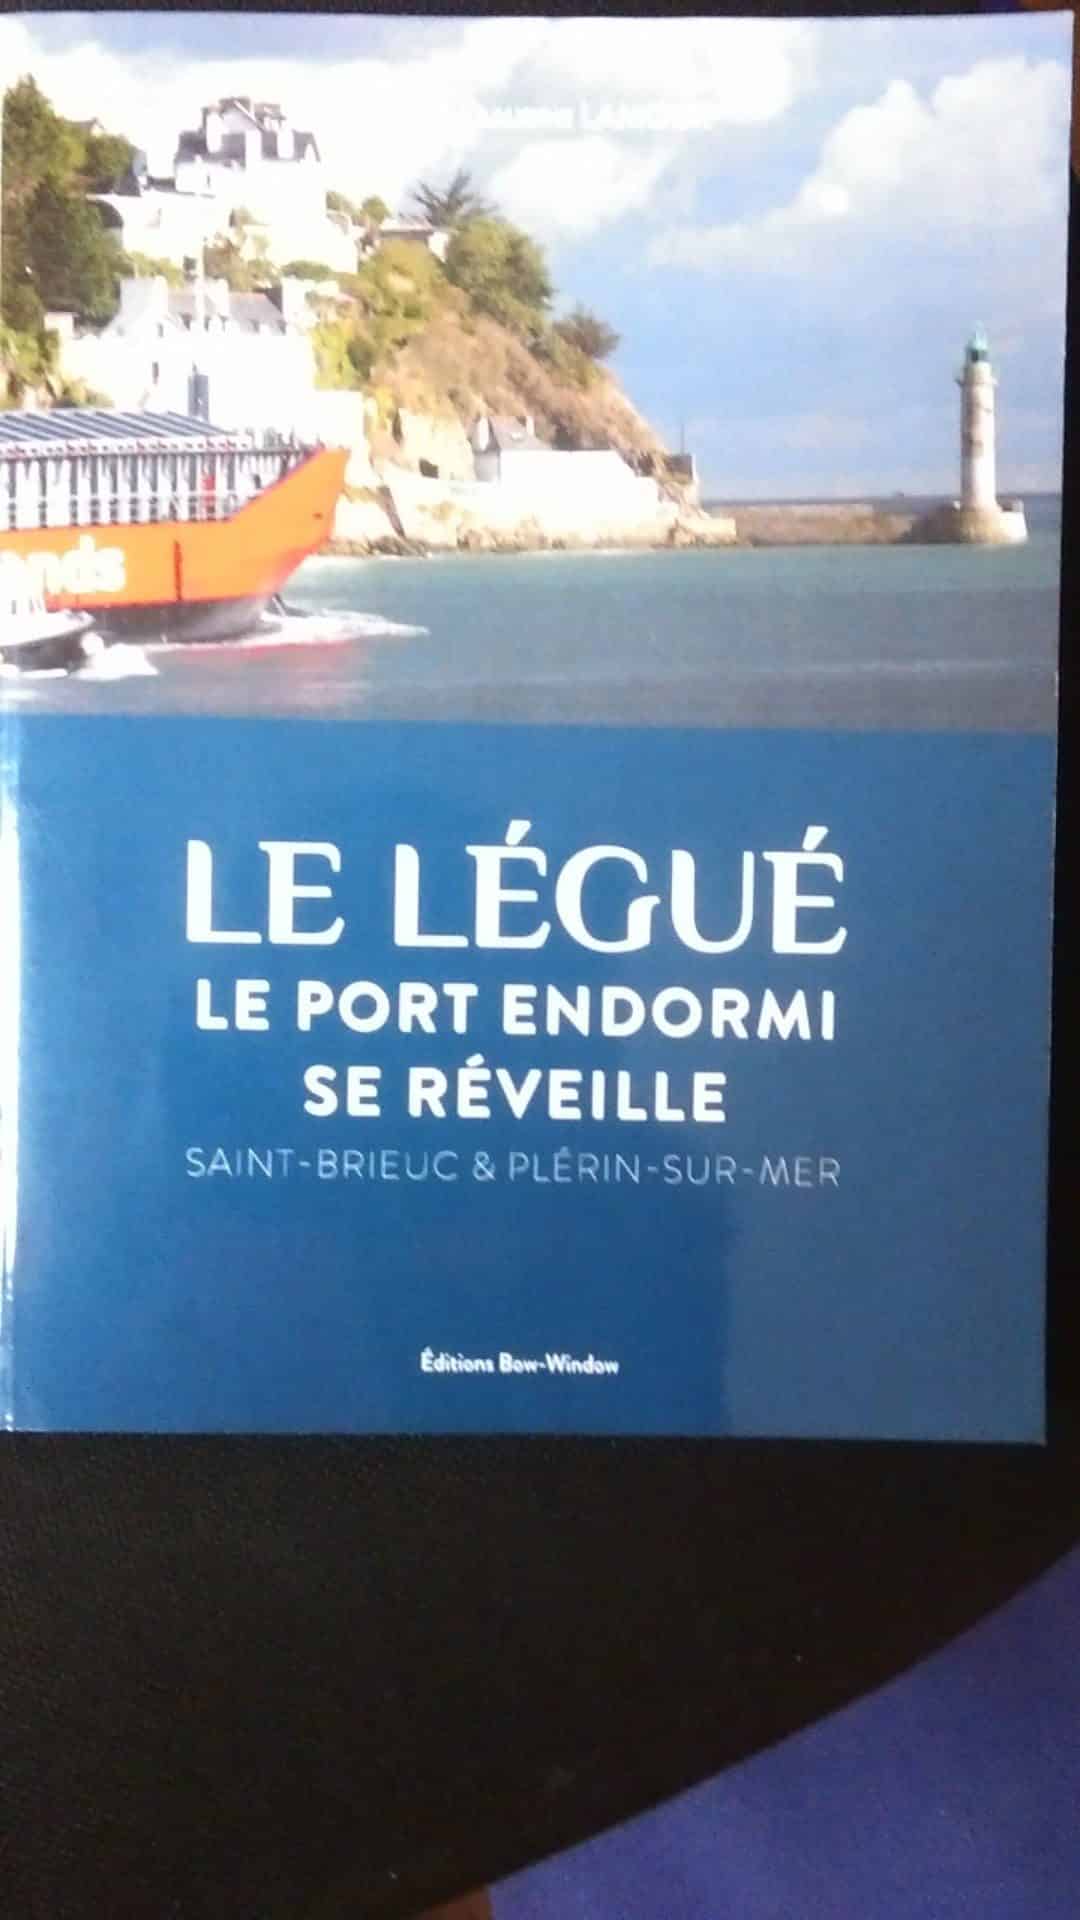 LE LÉGUÉ
LE PORT ENDORMI
SE RÉVEILLE
SAINT-BRIEUC & PLÉRIN-SUR-MER
Éditions Bow-Window